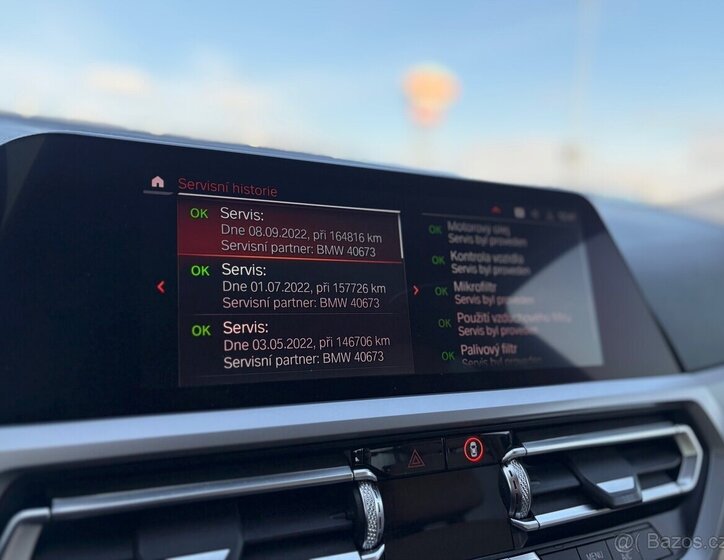 Servisní historie
OK Servis:
Dne 08.09.2022, při 164816 km
Servisní partner: BMW 40673
OK Servis:
Dne 01.07.2022, při 157726 km
Servisní partner: BMW 40673
OK Servis:
Dne 03.05.2022, při 146706 km
Servisní partner: BMW 40673
OK Motorový olej
Servis byl proveden
OK Kontrola vozidla
Servis byl proveden
OK Mikrofiltr
Servis byl proveden
OK Použití vzduchového filtru
Servis byl proveden
OK Palivový filtr
Servis byl proveden
MENU
@ Bazos.cz